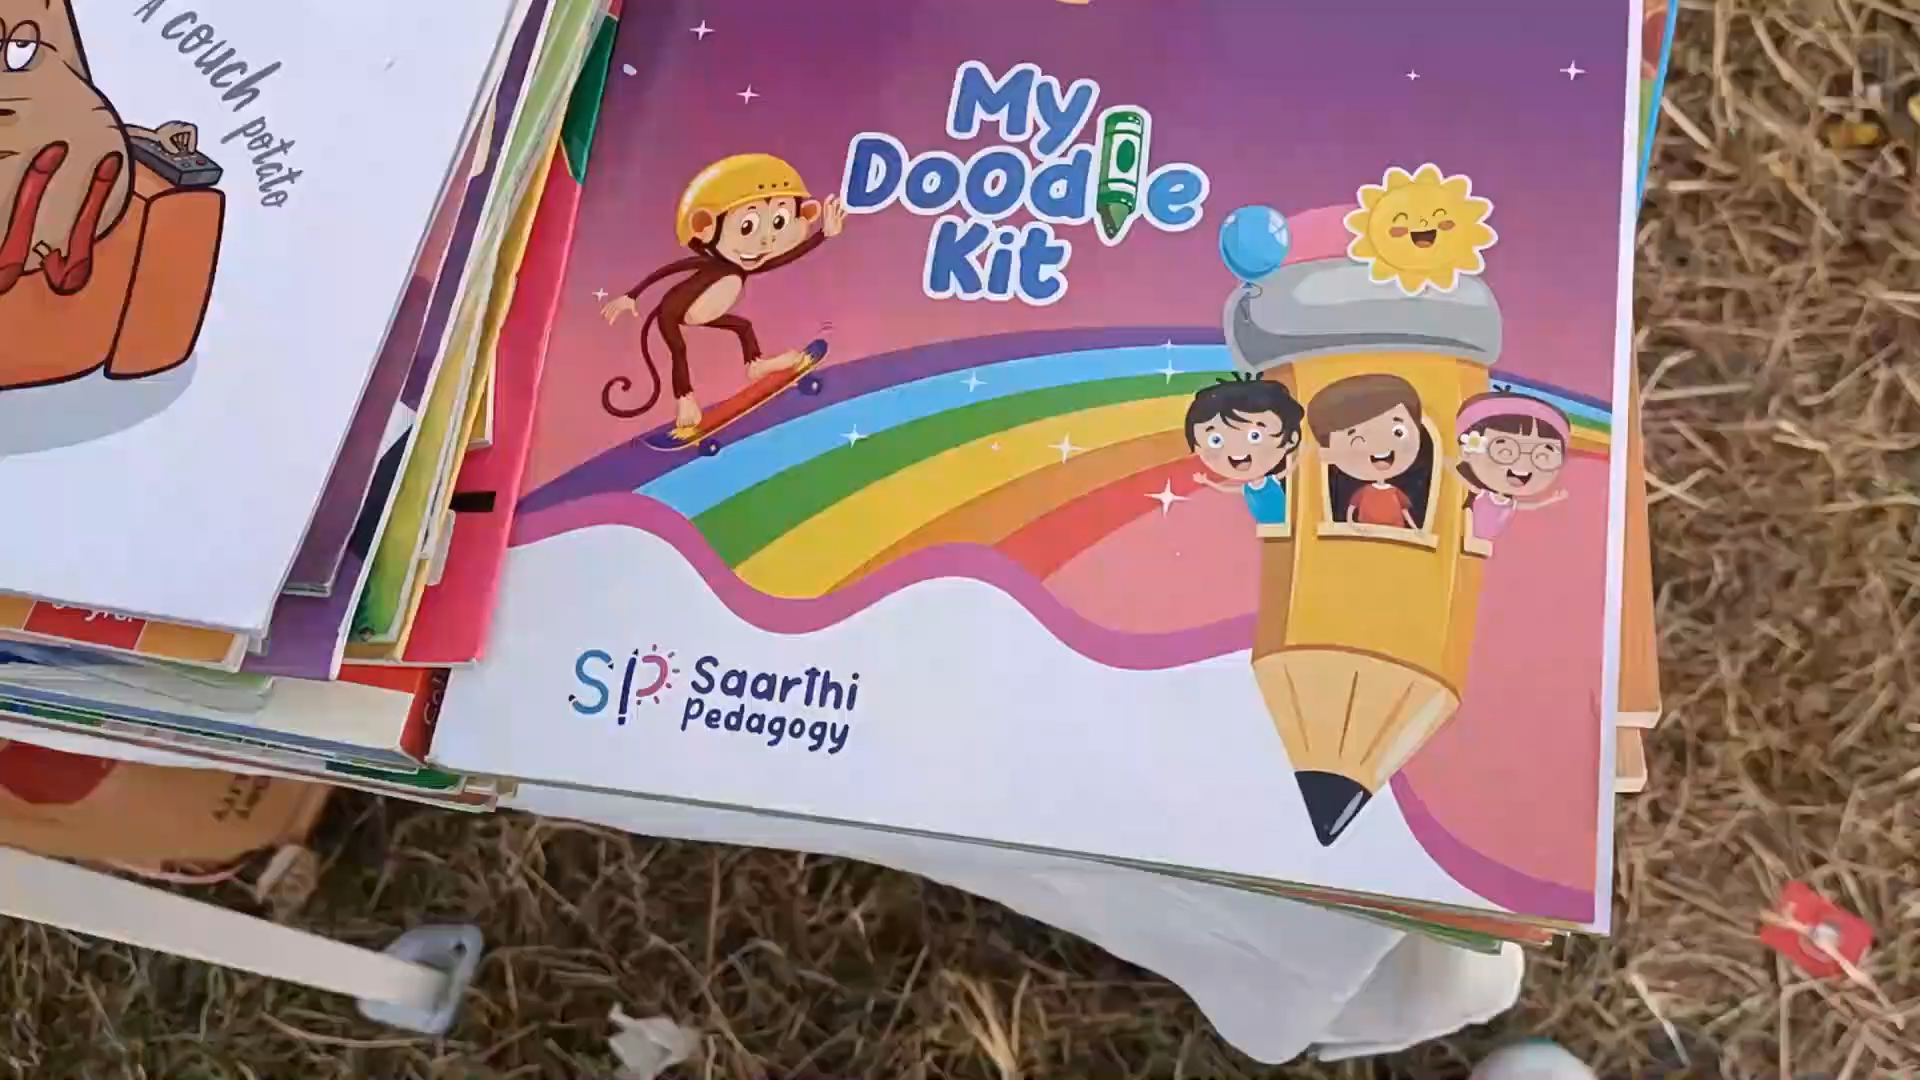 A couch potato
My
Doodle
Kit
SP Saarthi
Pedagogy